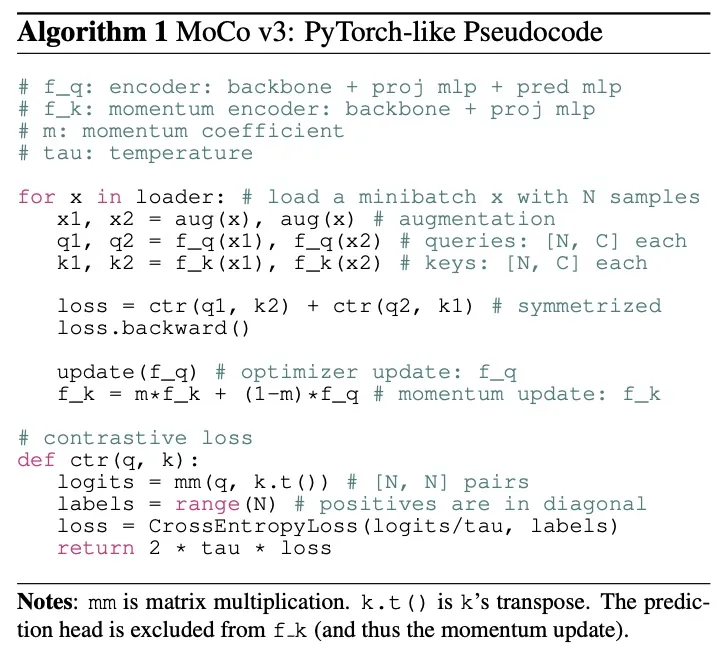 Algorithm 1 MoCo v3: PyTorch-like Pseudocode
# f_q: encoder: backbone + proj mlp + pred mlp
# f_k: momentum encoder: backbone + proj mlp
# m: momentum coefficient
# tau: temperature
for x in loader: # load a minibatch x with N samples
x1, x2 = aug(x), aug(x) # augmentation
q1, q2 = f_q(x1), f_q(x2) # queries: [N, C] each
k1, k2 = f_k(x1), f_k(x2) # keys: [N, C] each
loss = ctr(q1, k2) + ctr(q2, k1) # symmetrized
loss.backward()
update(f_q) # optimizer update: f_q
f_k = m*f_k + (1-m)*f_q # momentum update: f_k
# contrastive loss
def ctr(q, k):
logits = mm(q, k.t()) # [N, N] pairs
labels = range(N) # positives are in diagonal
loss = CrossEntropyLoss(logits/tau, labels)
return 2 * tau * loss
Notes: mm is matrix multiplication. k.t() is k's transpose. The predic-
tion head is excluded from f_k (and thus the momentum update).